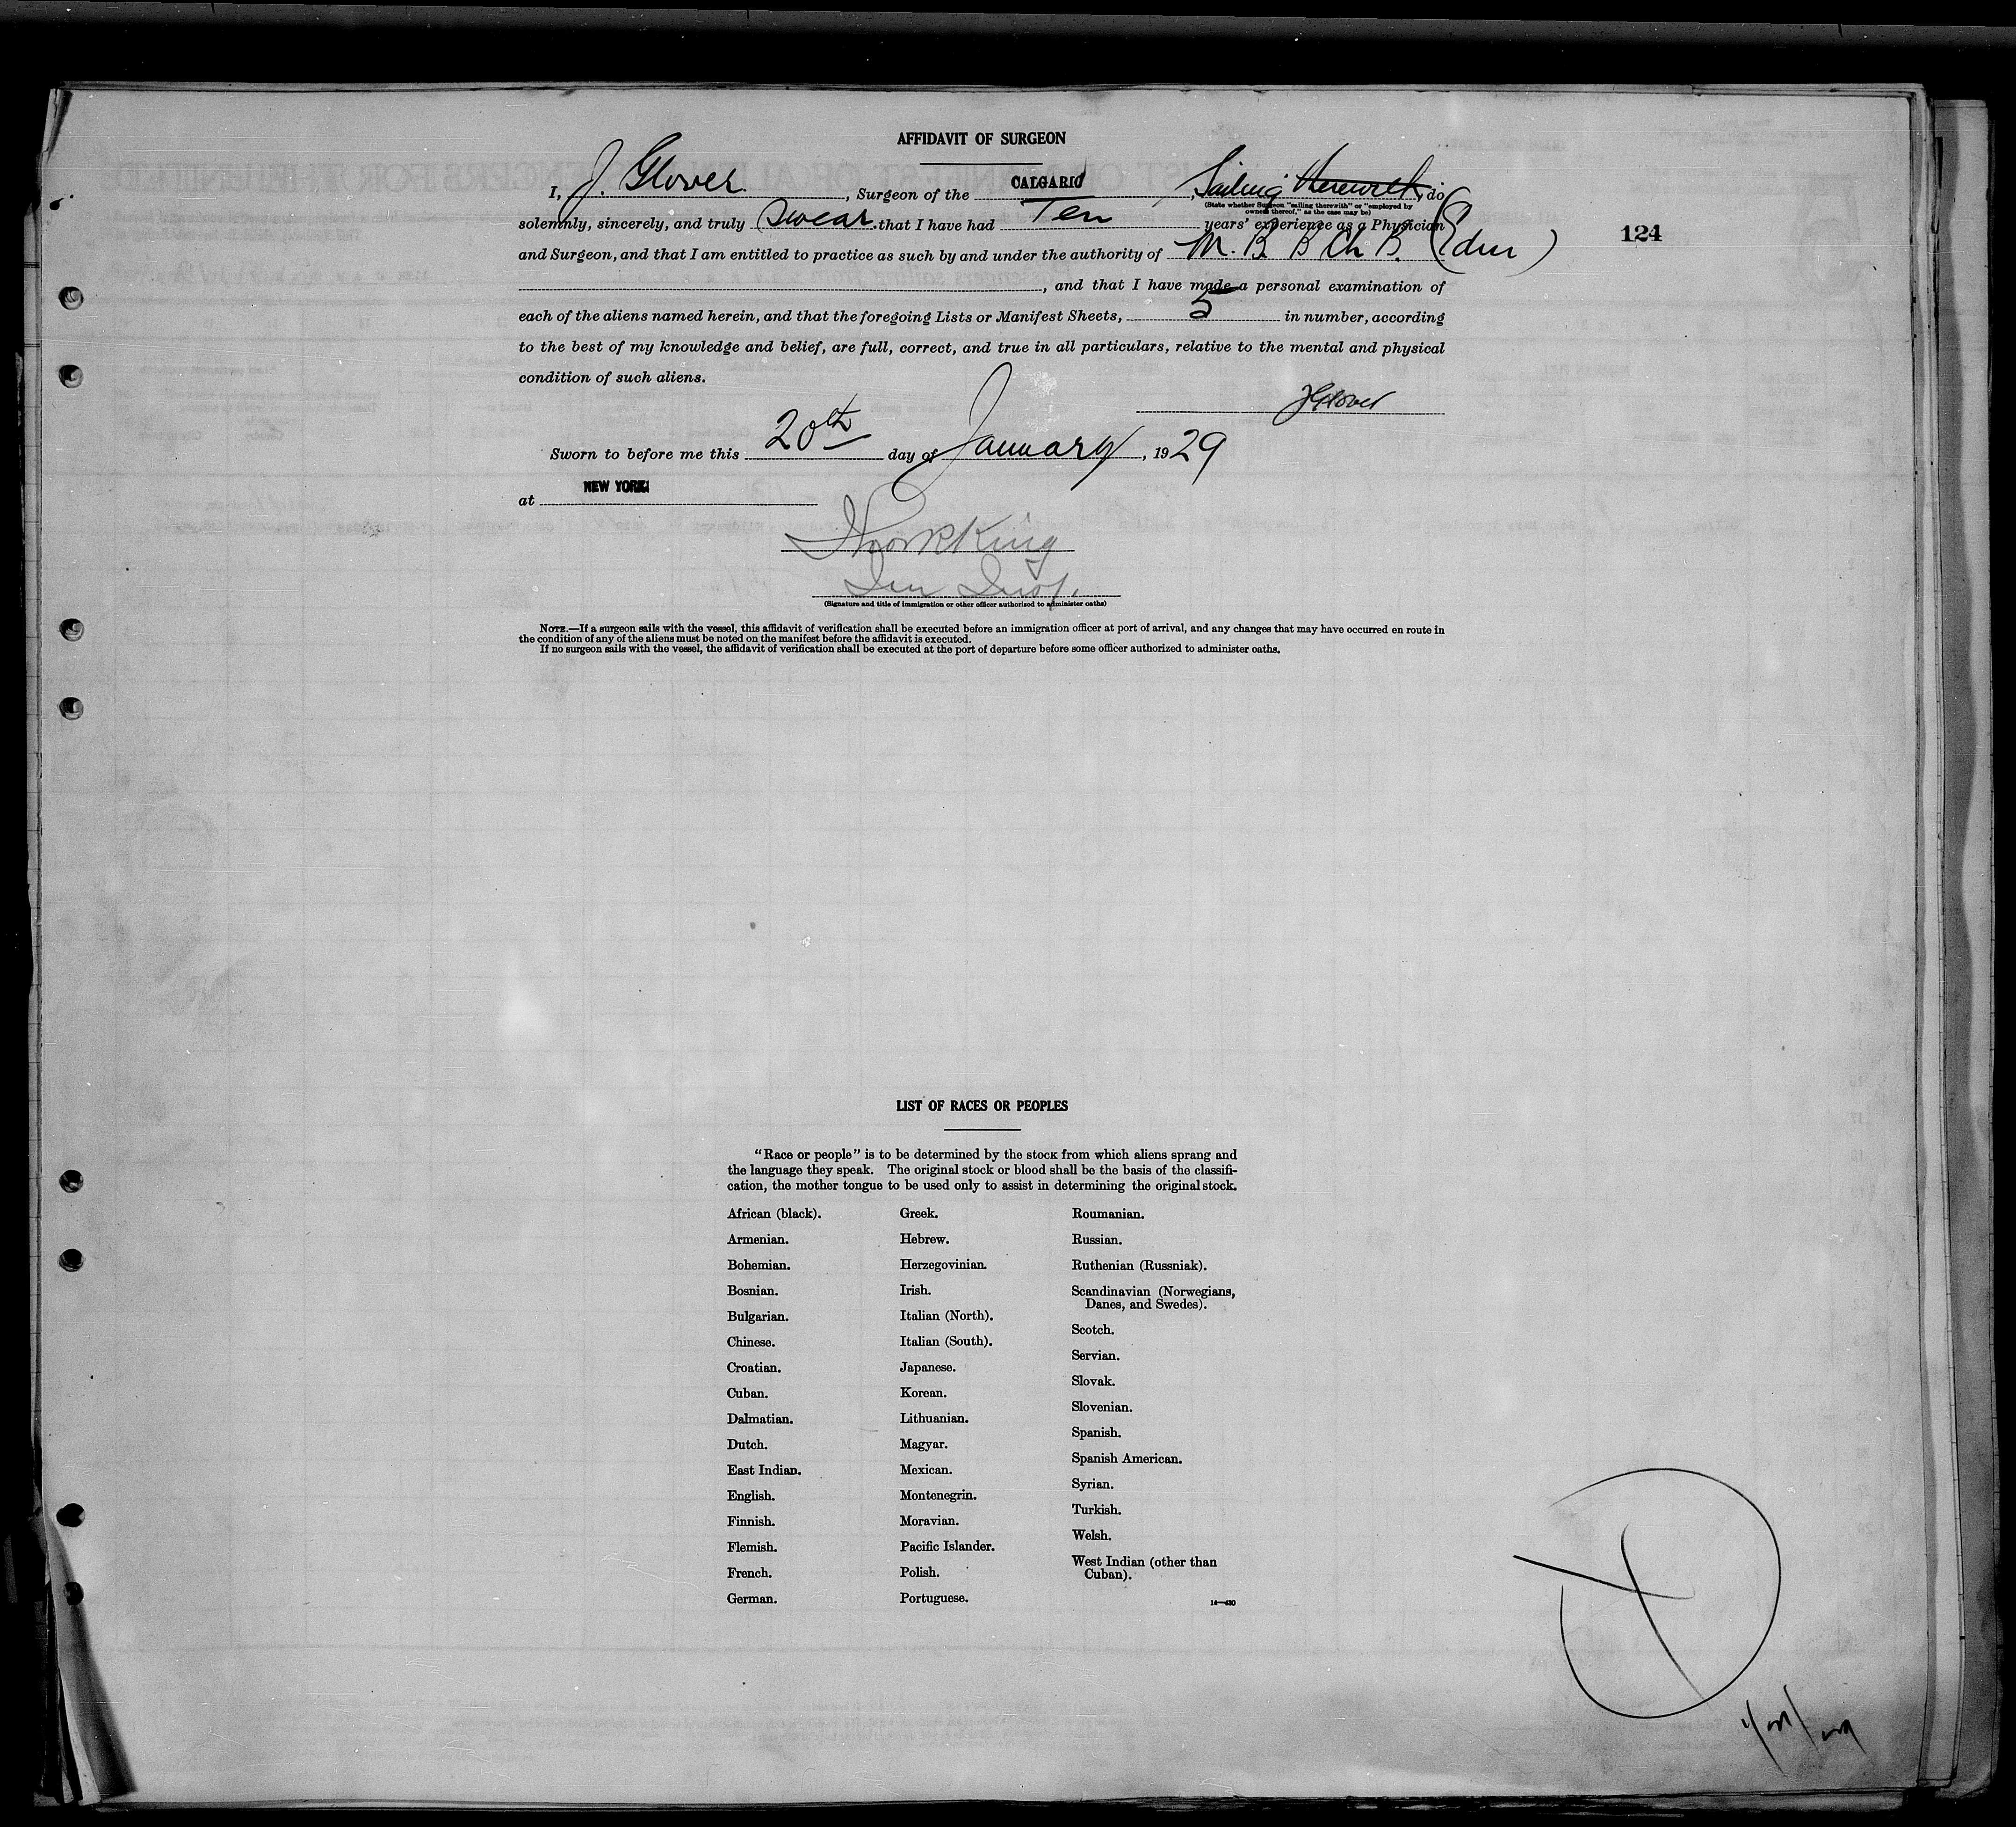 AFFIDAVIT OF SURGEON
124
I, J. Glover, Surgeon of the CALGARIC, Sailing therewith, do
(State whether Surgeon "sailing therewith" or "employed by
owners thereof," as the case may be)
solemnly, sincerely, and truly swear that I have had Ten years' experience as a Physician
and Surgeon, and that I am entitled to practice as such by and under the authority of M. B. B Ch B. (Edin)
, and that I have made a personal examination of
each of the aliens named herein, and that the foregoing Lists or Manifest Sheets, 5 in number, according
to the best of my knowledge and belief, are full, correct, and true in all particulars, relative to the mental and physical
condition of such aliens.
J Glover
Sworn to before me this 20th day of January, 1929
at NEW YORK
King
Im Insp.
(Signature and title of immigration or other officer authorized to administer oaths)
NOTE.—If a surgeon sails with the vessel, this affidavit of verification shall be executed before an immigration officer at port of arrival, and any changes that may have occurred en route in
the condition of any of the aliens must be noted on the manifest before the affidavit is executed.
If no surgeon sails with the vessel, the affidavit of verification shall be executed at the port of departure before some officer authorized to administer oaths.
LIST OF RACES OR PEOPLES
"Race or people" is to be determined by the stock from which aliens sprang and
the language they speak. The original stock or blood shall be the basis of the classifi-
cation, the mother tongue to be used only to assist in determining the original stock.
African (black).
Armenian.
Bohemian.
Bosnian.
Bulgarian.
Chinese.
Croatian.
Cuban.
Dalmatian.
Dutch.
East Indian.
English.
Finnish.
Flemish.
French.
German.
Greek.
Hebrew.
Herzegovinian.
Irish.
Italian (North).
Italian (South).
Japanese.
Korean.
Lithuanian.
Magyar.
Mexican.
Montenegrin.
Moravian.
Pacific Islander.
Polish.
Portuguese.
Roumanian.
Russian.
Ruthenian (Russniak).
Scandinavian (Norwegians,
Danes, and Swedes).
Scotch.
Servian.
Slovak.
Slovenian.
Spanish.
Spanish American.
Syrian.
Turkish.
Welsh.
West Indian (other than
Cuban).
14—430